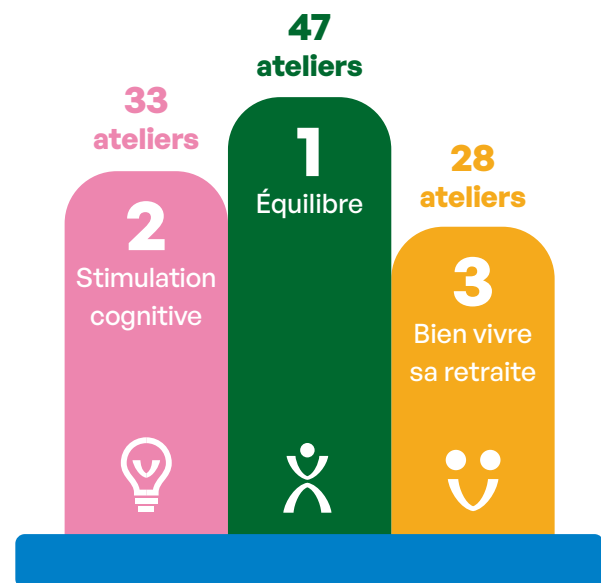 47
ateliers
1
Équilibre
33
ateliers
2
Stimulation
cognitive
28
ateliers
3
Bien vivre
sa retraite